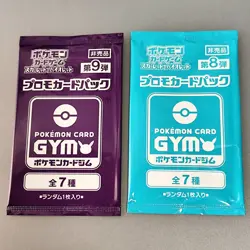 ポケモン
カードゲーム
非売品
第9弾
プロモカードパック
POKÉMON CARD
GYM
ポケモンカードジム
全7種
※ランダム1枚入り※
ポケモン
カードゲーム
非売品
第8弾
プロモカードパック
POKÉMON CARD
GYM
ポケモンカードジム
全7種
※ランダム1枚入り※